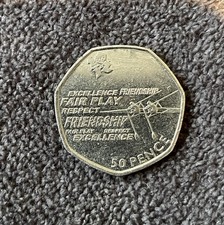 EXCELLENCE FRIENDSHIP
FAIR PLAY
RESPECT
FRIENDSHIP
FAIR PLAY RESPECT
EXCELLENCE
50 PENCE